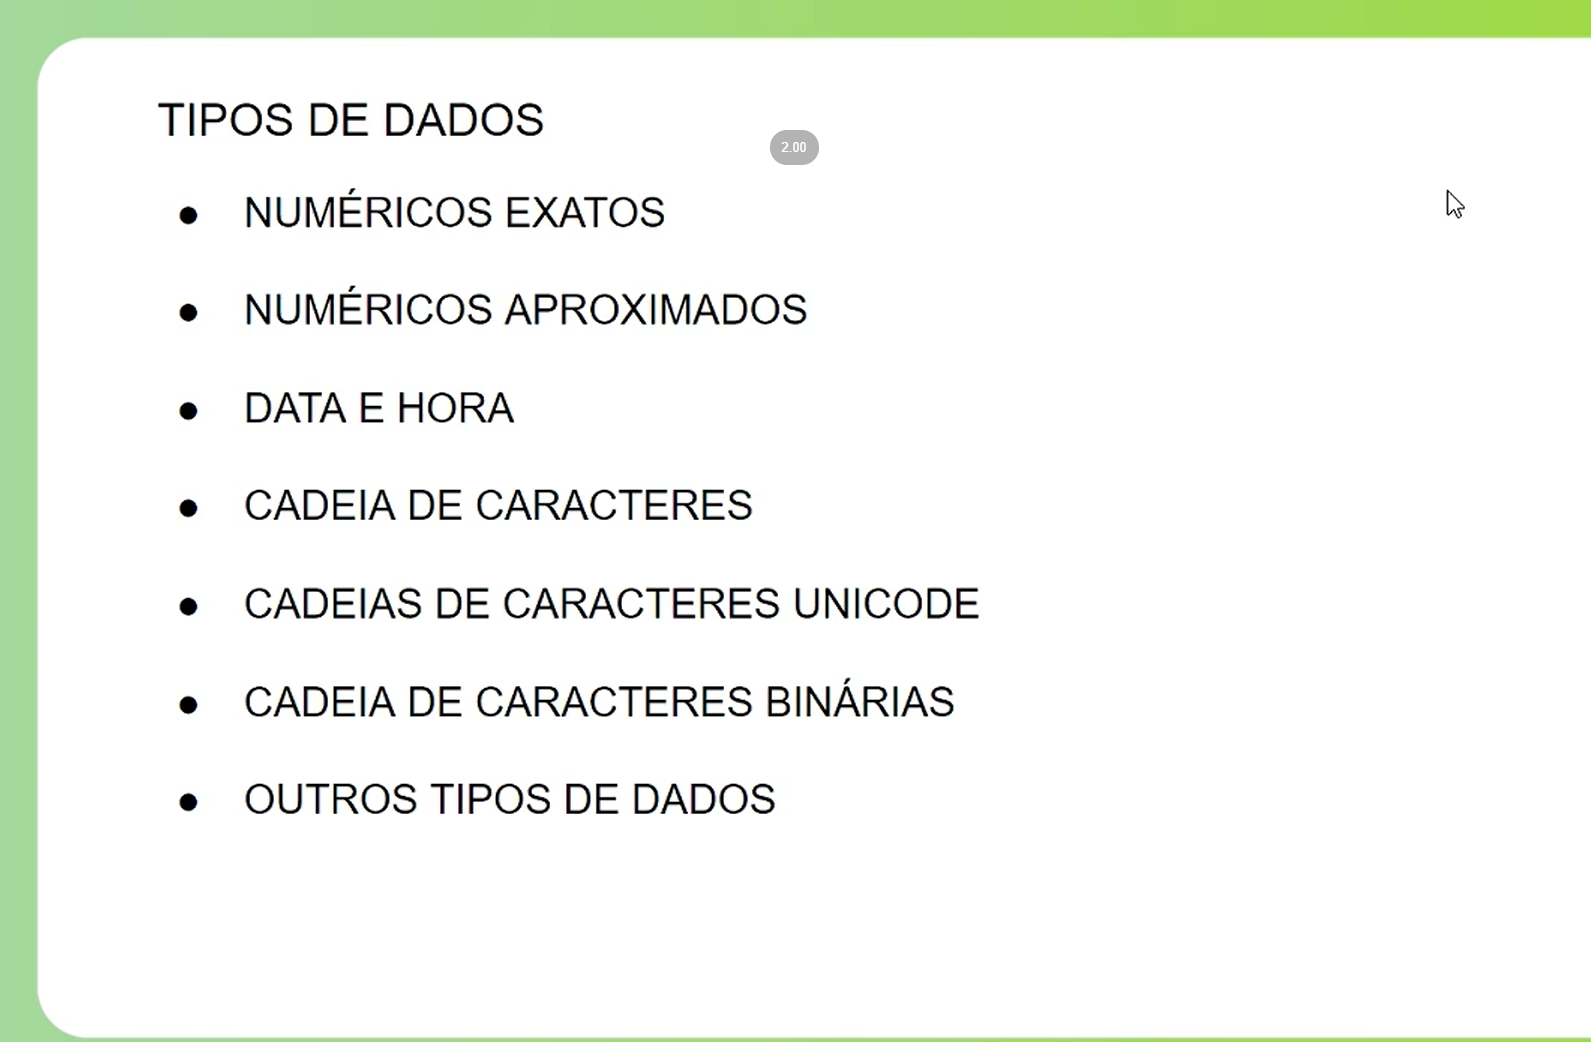 TIPOS DE DADOS
2.00
● NUMÉRICOS EXATOS
● NUMÉRICOS APROXIMADOS
● DATA E HORA
● CADEIA DE CARACTERES
● CADEIAS DE CARACTERES UNICODE
● CADEIA DE CARACTERES BINÁRIAS
● OUTROS TIPOS DE DADOS